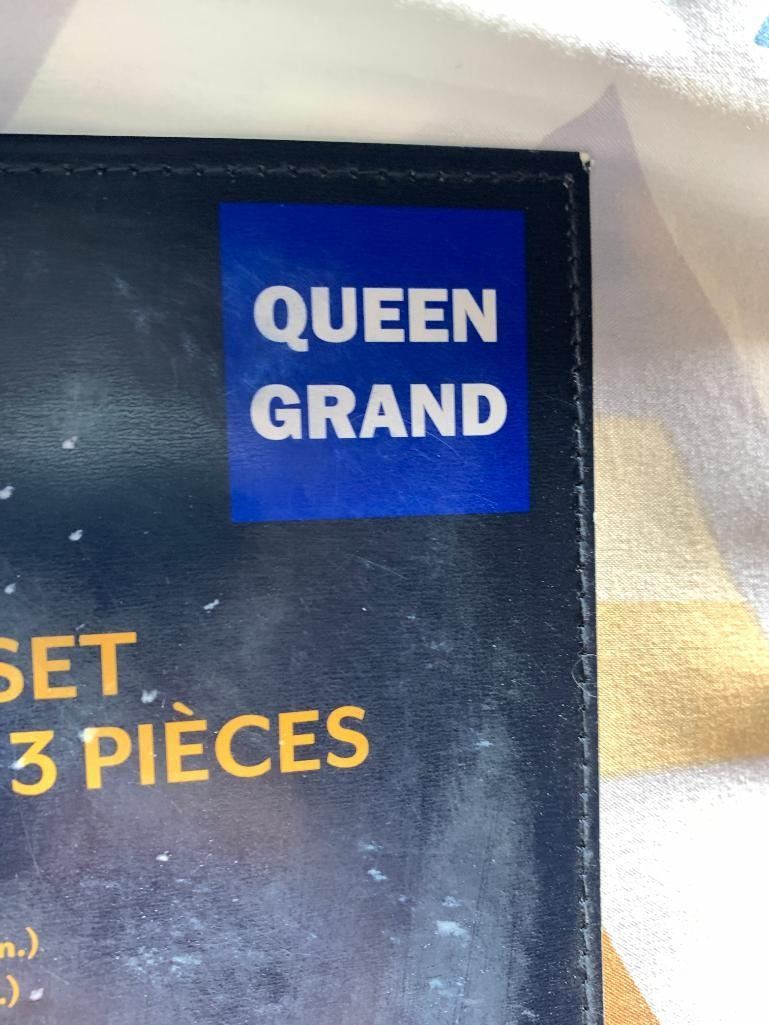 QUEEN
GRAND
SET
3 PIÈCES
n.)
.)